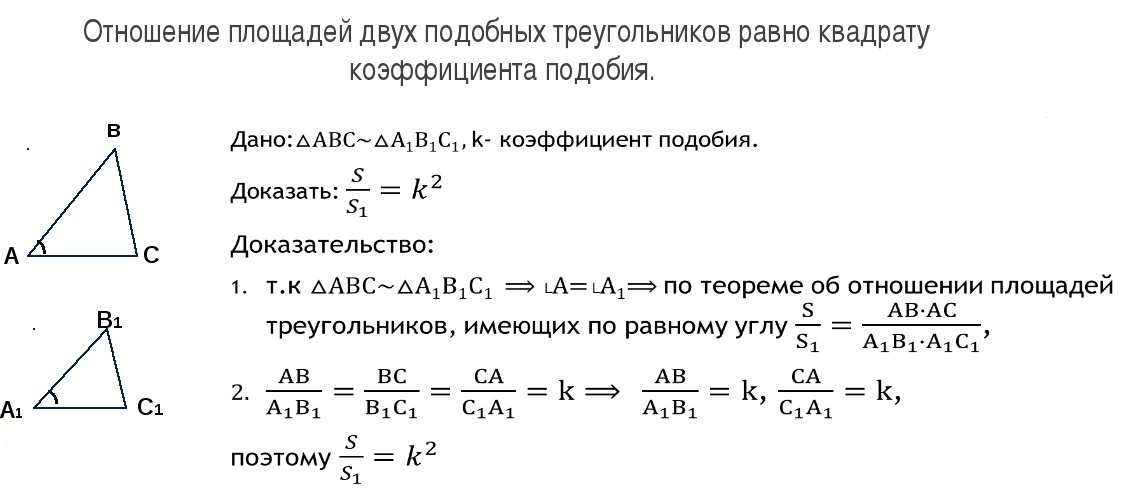 Отношение площадей двух подобных треугольников равно квадрату
коэффициента подобия.
B
A
C
B1
A1
C1
Дано: △ABC~△A₁B₁C₁, k- коэффициент подобия.
Доказать: S/S₁ = k²
Доказательство:
1. т.к △ABC~△A₁B₁C₁ ⟹ ∟A=∟A₁⟹ по теореме об отношении площадей
треугольников, имеющих по равному углу S/S₁ = AB·AC/A₁B₁·A₁C₁,
2. AB/A₁B₁ = BC/B₁C₁ = CA/C₁A₁ = k ⟹ AB/A₁B₁ = k, CA/C₁A₁ = k,
поэтому S/S₁ = k²